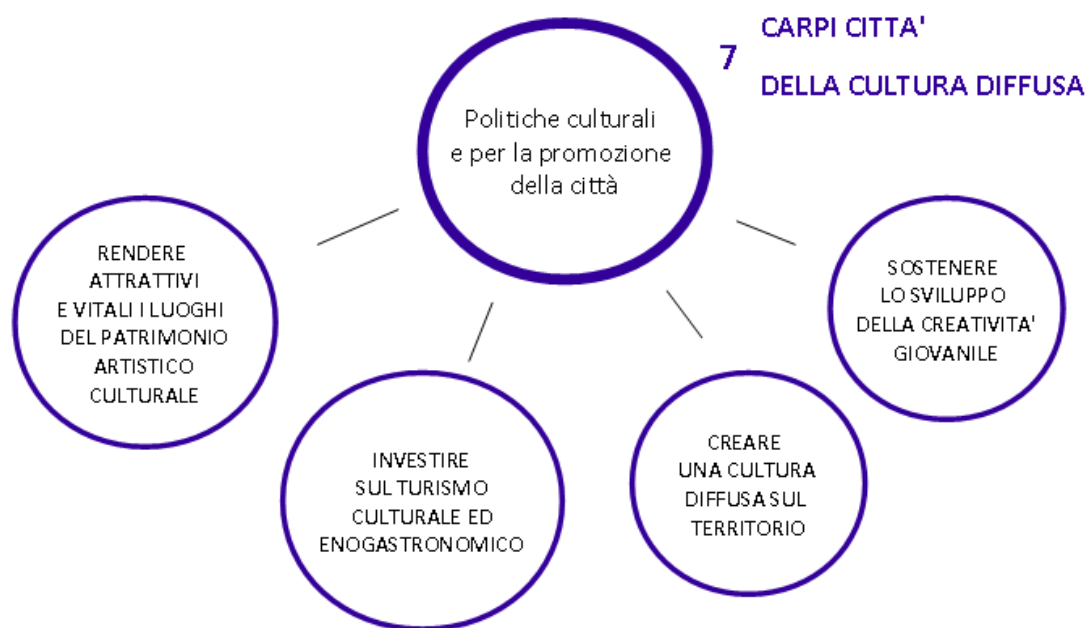 7
CARPI CITTA'
DELLA CULTURA DIFFUSA
Politiche culturali
e per la promozione
della città
RENDERE
ATTRATTIVI
E VITALI I LUOGHI
DEL PATRIMONIO
ARTISTICO
CULTURALE
INVESTIRE
SUL TURISMO
CULTURALE ED
ENOGASTRONOMICO
CREARE
UNA CULTURA
DIFFUSA SUL
TERRITORIO
SOSTENERE
LO SVILUPPO
DELLA CREATIVITA'
GIOVANILE